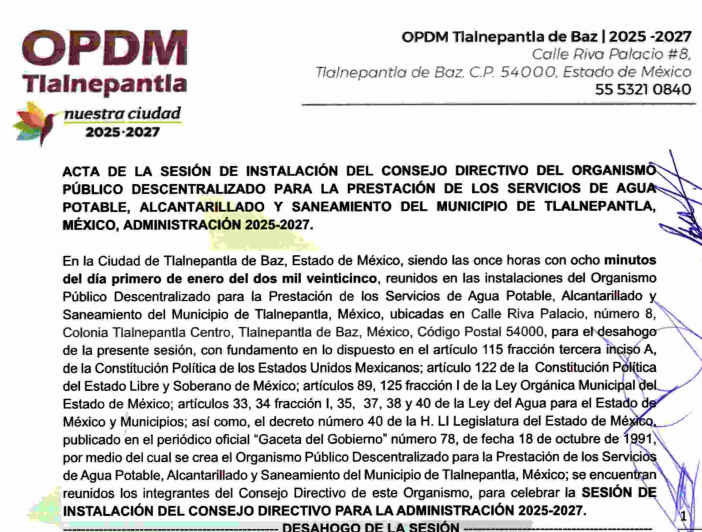 OPDM
Tlalnepantla
nuestra ciudad
2025·2027
OPDM Tlalnepantla de Baz | 2025 -2027
Calle Riva Palacio #8,
Tlalnepantla de Baz, C.P. 54000, Estado de México
55 5321 0840
ACTA DE LA SESIÓN DE INSTALACIÓN DEL CONSEJO DIRECTIVO DEL ORGANISMO
PÚBLICO DESCENTRALIZADO PARA LA PRESTACIÓN DE LOS SERVICIOS DE AGUA
POTABLE, ALCANTARILLADO Y SANEAMIENTO DEL MUNICIPIO DE TLALNEPANTLA,
MÉXICO, ADMINISTRACIÓN 2025-2027.
En la Ciudad de Tlalnepantla de Baz, Estado de México, siendo las once horas con ocho minutos
del día primero de enero del dos mil veinticinco, reunidos en las instalaciones del Organismo
Público Descentralizado para la Prestación de los Servicios de Agua Potable, Alcantarillado y
Saneamiento del Municipio de Tlalnepantla, México, ubicadas en Calle Riva Palacio, número 8,
Colonia Tlalnepantla Centro, Tlalnepantla de Baz, México, Código Postal 54000, para el desahogo
de la presente sesión, con fundamento en lo dispuesto en el artículo 115 fracción tercera inciso A,
de la Constitución Política de los Estados Unidos Mexicanos; artículo 122 de la Constitución Política
del Estado Libre y Soberano de México; artículos 89, 125 fracción I de la Ley Orgánica Municipal del
Estado de México; artículos 33, 34 fracción I, 35, 37, 38 y 40 de la Ley del Agua para el Estado de
México y Municipios; así como, el decreto número 40 de la H. LI Legislatura del Estado de México,
publicado en el periódico oficial “Gaceta del Gobierno” número 78, de fecha 18 de octubre de 1991,
por medio del cual se crea el Organismo Público Descentralizado para la Prestación de los Servicios
de Agua Potable, Alcantarillado y Saneamiento del Municipio de Tlalnepantla, México; se encuentran
reunidos los integrantes del Consejo Directivo de este Organismo, para celebrar la SESIÓN DE
INSTALACIÓN DEL CONSEJO DIRECTIVO PARA LA ADMINISTRACIÓN 2025-2027.
1
DESAHOGO DE LA SESIÓN